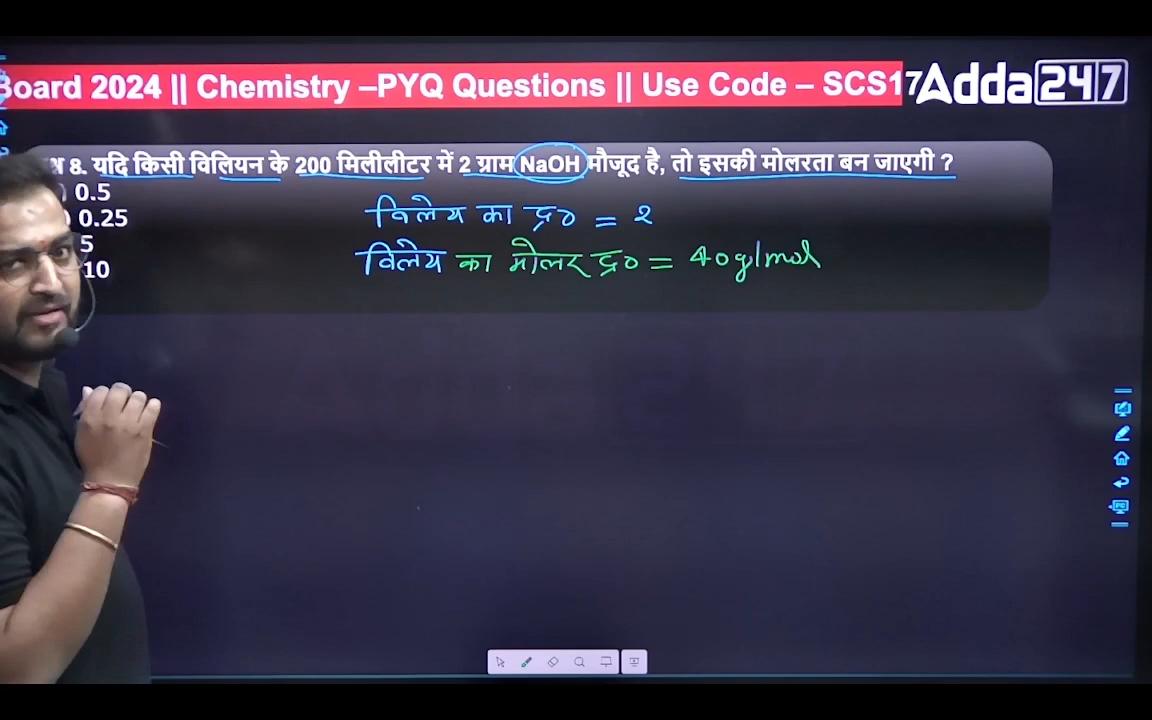 Board 2024 || Chemistry –PYQ Questions || Use Code – SCS17
Adda247
8. यदि किसी विलियन के 200 मिलीलीटर में 2 ग्राम NaOH मौजूद है, तो इसकी मोलरता बन जाएगी ?
) 0.5
) 0.25
5
10
विलेय का द्र० = 2
विलेय का मोलर द्र० = 40g/mol